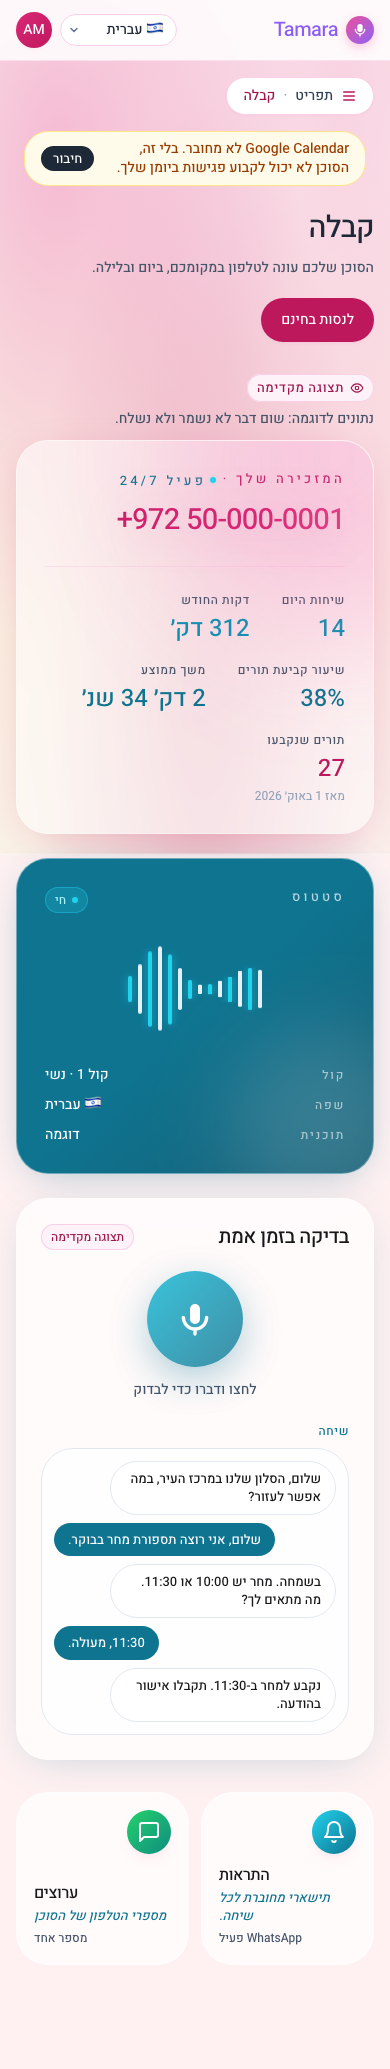 Tamara
עברית
AM
תפריט · קבלה
Google Calendar לא מחובר. בלי זה,
הסוכן לא יכול לקבוע פגישות ביומן שלך.
חיבור
קבלה
הסוכן שלכם עונה לטלפון במקומכם, ביום ובלילה.
לנסות בחינם
תצוגה מקדימה
נתונים לדוגמה: שום דבר לא נשמר ולא נשלח.
המזכירה שלך · פעיל 24/7
+972 50-000-0001
שיחות היום
14
דקות החודש
312 דק׳
שיעור קביעת תורים
38%
משך ממוצע
2 דק׳ 34 שנ׳
תורים שנקבעו
27
מאז 1 באוק׳ 2026
סטטוס
חי
קול
קול 1 · נשי
שפה
עברית
תוכנית
דוגמה
בדיקה בזמן אמת
תצוגה מקדימה
לחצו ודברו כדי לבדוק
שיחה
שלום, הסלון שלנו במרכז העיר, במה
אפשר לעזור?
שלום, אני רוצה תספורת מחר בבוקר.
בשמחה. מחר יש 10:00 או 11:30.
מה מתאים לך?
11:30, מעולה.
נקבע למחר ב-11:30. תקבלו אישור
בהודעה.
התראות
תישארי מחוברת לכל
שיחה.
WhatsApp פעיל
ערוצים
מספרי הטלפון של הסוכן
מספר אחד